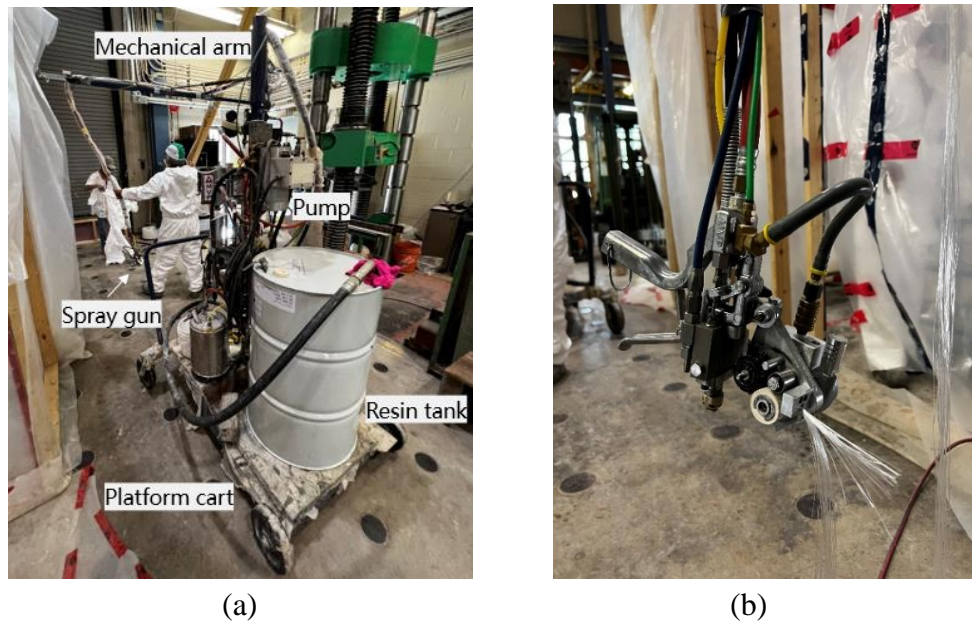 Mechanical arm
Pump
Spray gun
Resin tank
Platform cart
(a)
(b)